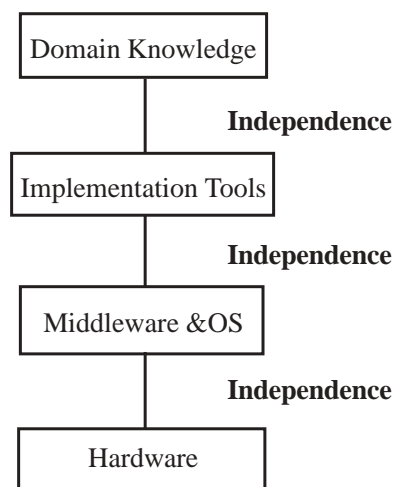 Domain Knowledge
Independence
Implementation Tools
Independence
Middleware &OS
Independence
Hardware